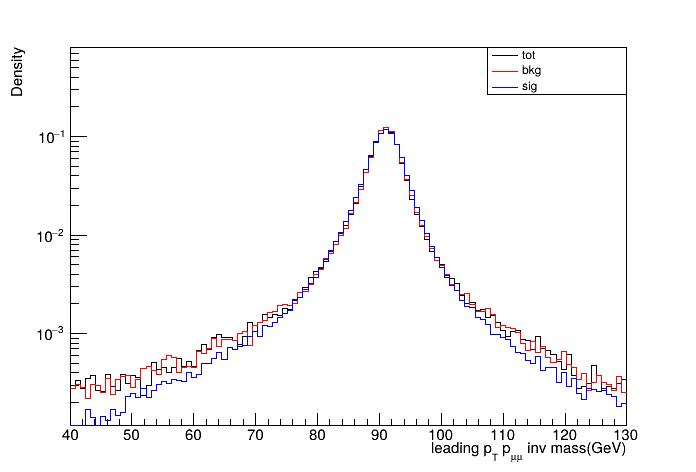 Density
tot
bkg
sig
10⁻¹
10⁻²
10⁻³
40 50 60 70 80 90 100 110 120 130
leading p_T p_μμ inv mass(GeV)